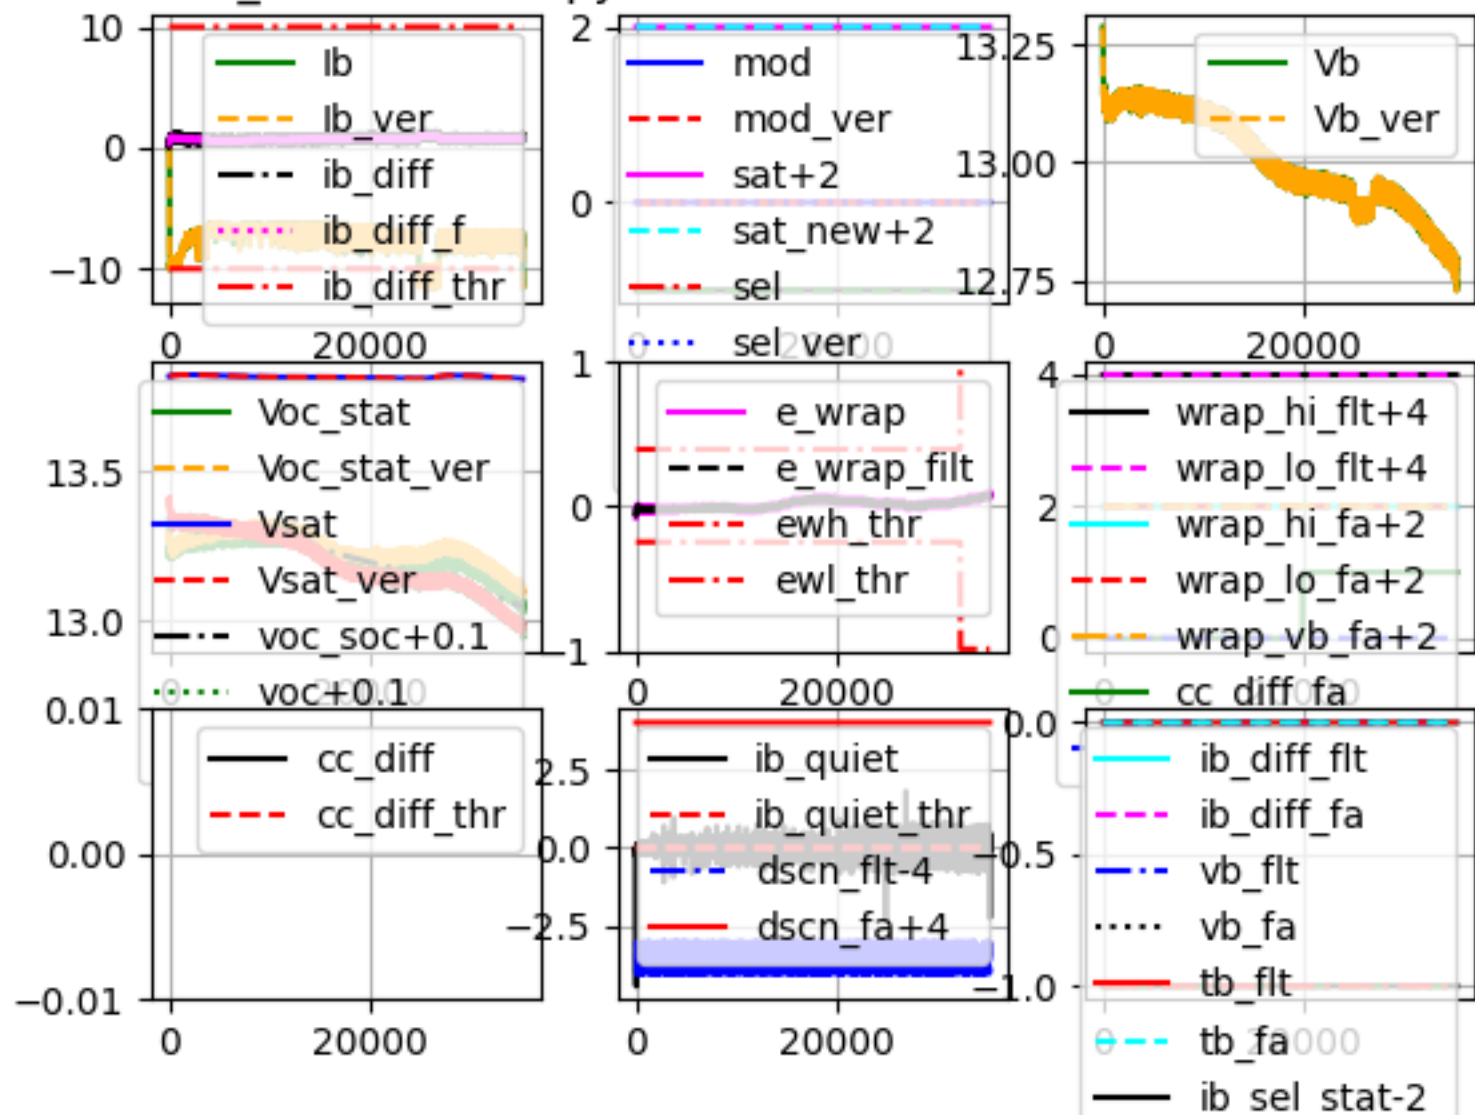 10
0
−10
0
20000
Ib
Ib_ver
ib_diff
ib_diff_f
ib_diff_thr
2
0
0
mod
mod_ver
sat+2
sat_new+2
sel
sel_ver
13.25
13.00
12.75
0
20000
Vb
Vb_ver
13.5
13.0
0
Voc_stat
Voc_stat_ver
Vsat
Vsat_ver
voc_soc+0.1
voc+0.1
1
0
−1
0
20000
e_wrap
e_wrap_filt
ewh_thr
ewl_thr
4
2
0
0
wrap_hi_flt+4
wrap_lo_flt+4
wrap_hi_fa+2
wrap_lo_fa+2
wrap_vb_fa+2
cc_diff_fa
0.01
0.00
−0.01
0
20000
cc_diff
cc_diff_thr
2.5
0.0
−2.5
0
20000
ib_quiet
ib_quiet_thr
dscn_flt-4
dscn_fa+4
0.0
−0.5
−1.0
0
20000
ib_diff_flt
ib_diff_fa
vb_flt
vb_fa
tb_flt
tb_fa
ib_sel_stat-2